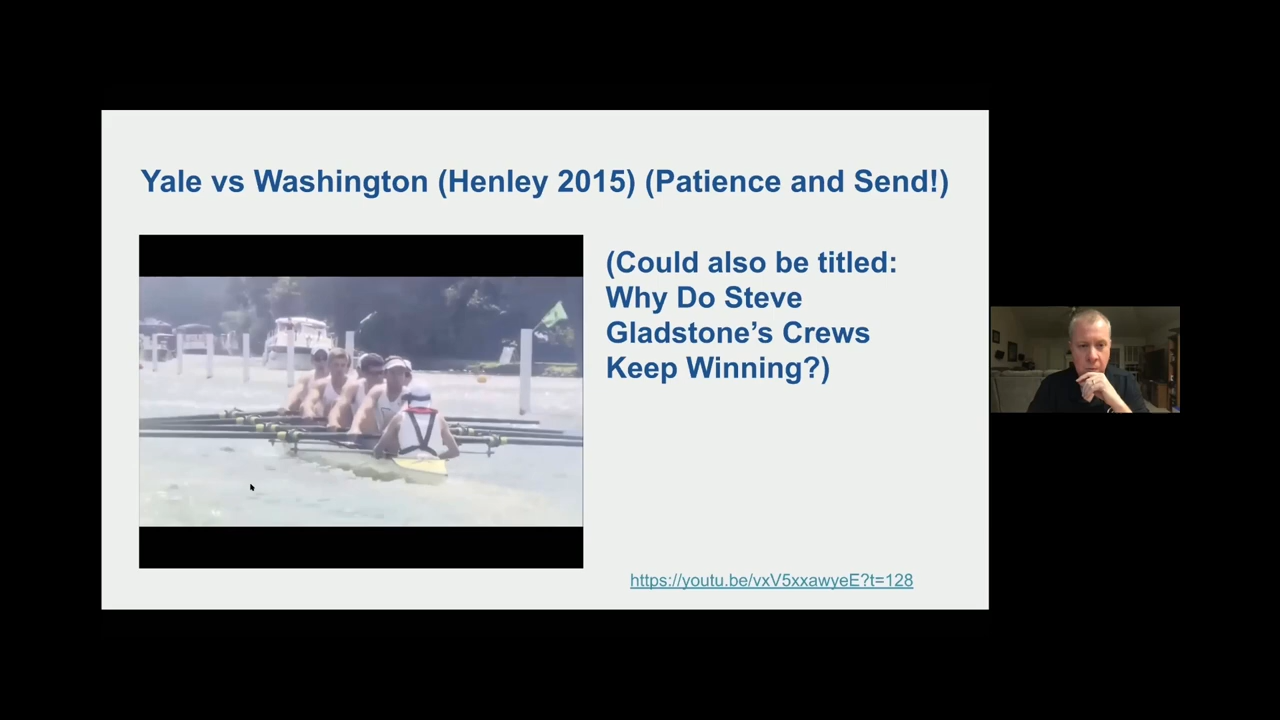 Yale vs Washington (Henley 2015) (Patience and Send!)
(Could also be titled:
Why Do Steve
Gladstone’s Crews
Keep Winning?)
https://youtu.be/vxV5xxawyeE?t=128